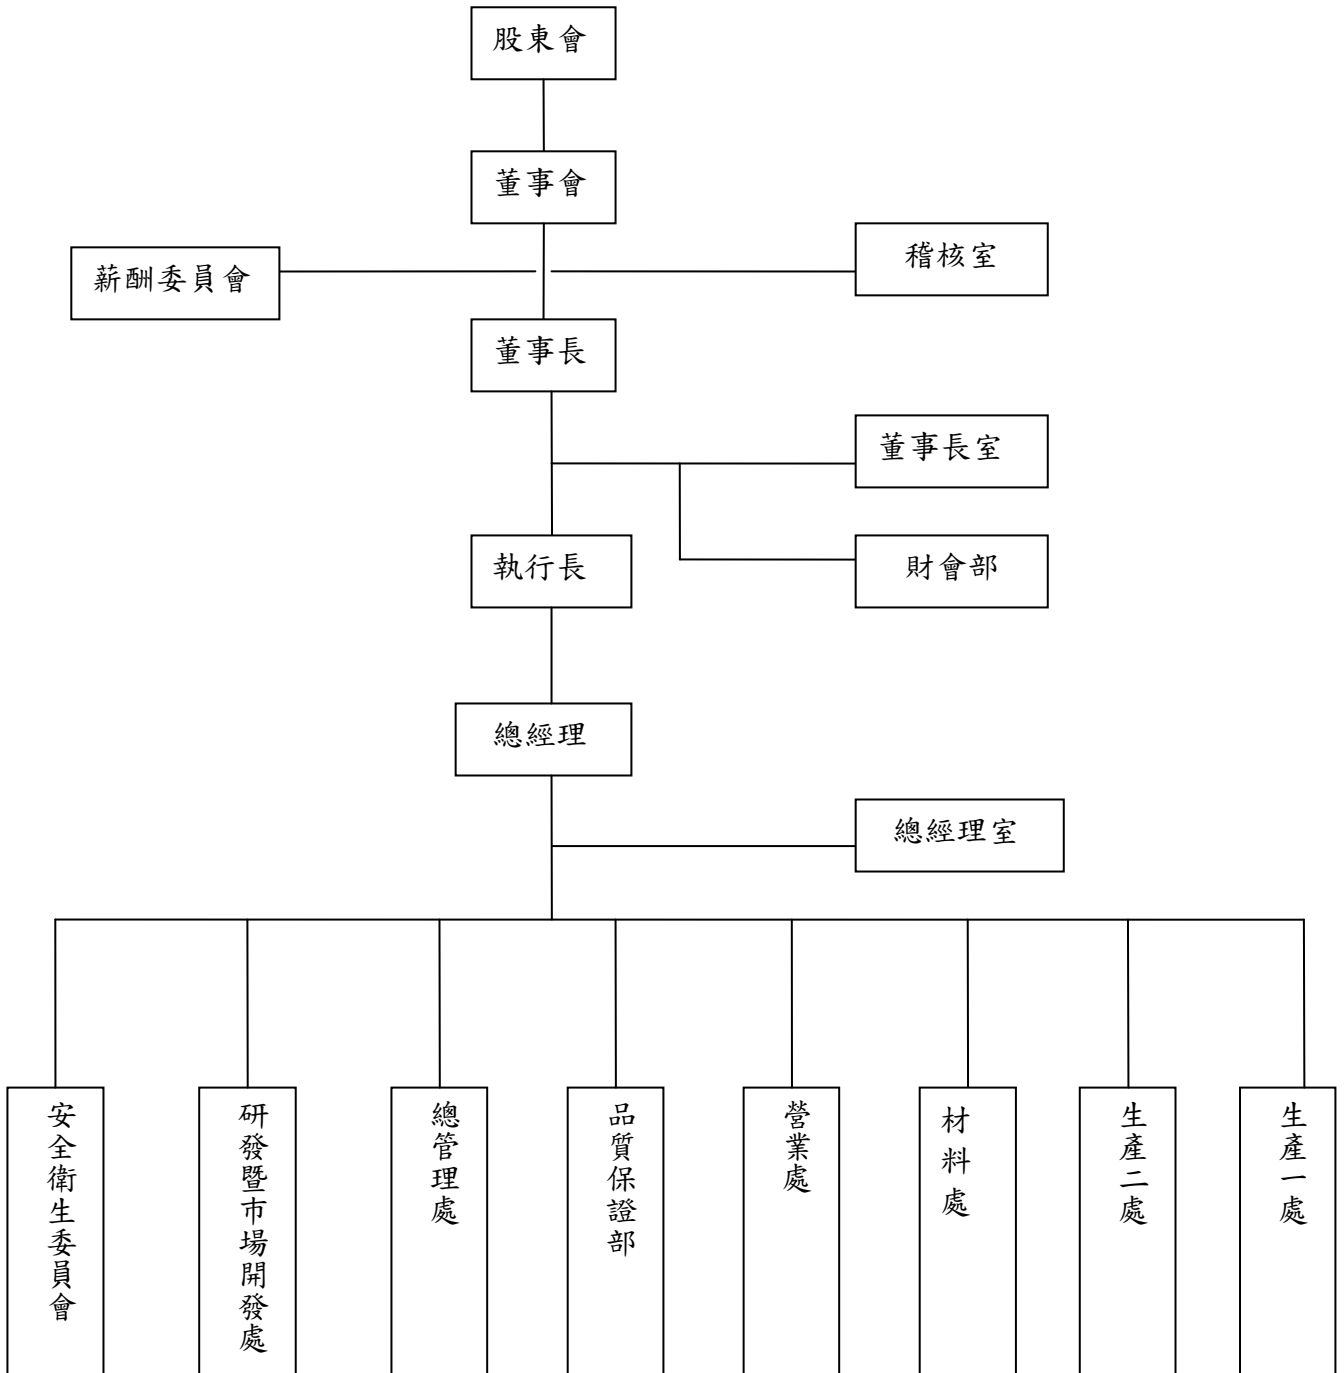 股東會
董事會
稽核室
薪酬委員會
董事長
董事長室
執行長
財會部
總經理
總經理室
安全衛生委員會
研發暨市場開發處
總管理處
品質保證部
營業處
材料處
生產二處
生產一處